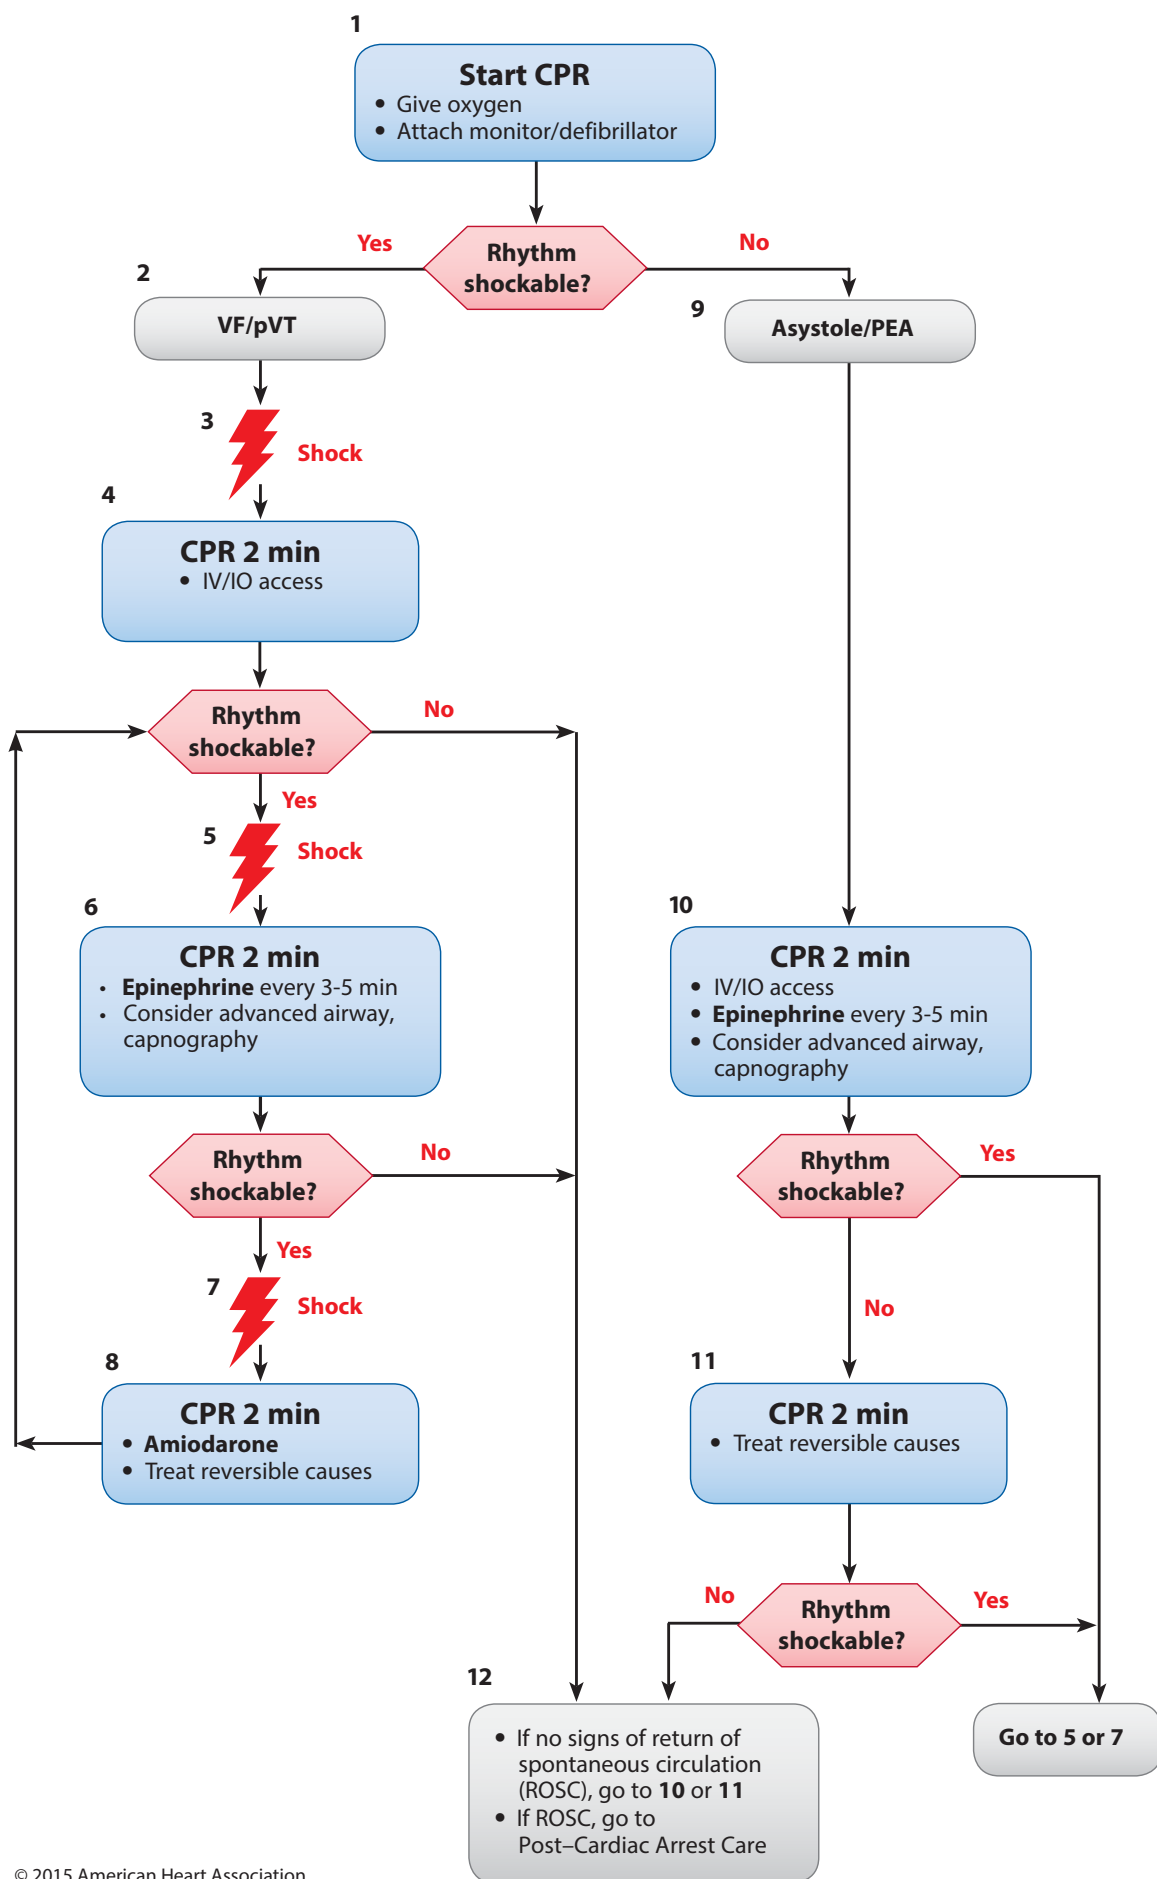 1
Start CPR
• Give oxygen
• Attach monitor/defibrillator
Rhythm
shockable?
Yes
No
2
VF/pVT
9
Asystole/PEA
3
Shock
4
CPR 2 min
• IV/IO access
Rhythm
shockable?
No
Yes
5
Shock
6
CPR 2 min
• Epinephrine every 3-5 min
• Consider advanced airway,
capnography
10
CPR 2 min
• IV/IO access
• Epinephrine every 3-5 min
• Consider advanced airway,
capnography
Rhythm
shockable?
No
Yes
Rhythm
shockable?
Yes
No
7
Shock
8
CPR 2 min
• Amiodarone
• Treat reversible causes
11
CPR 2 min
• Treat reversible causes
Rhythm
shockable?
No
Yes
12
• If no signs of return of
spontaneous circulation
(ROSC), go to 10 or 11
• If ROSC, go to
Post–Cardiac Arrest Care
Go to 5 or 7
© 2015 American Heart Association